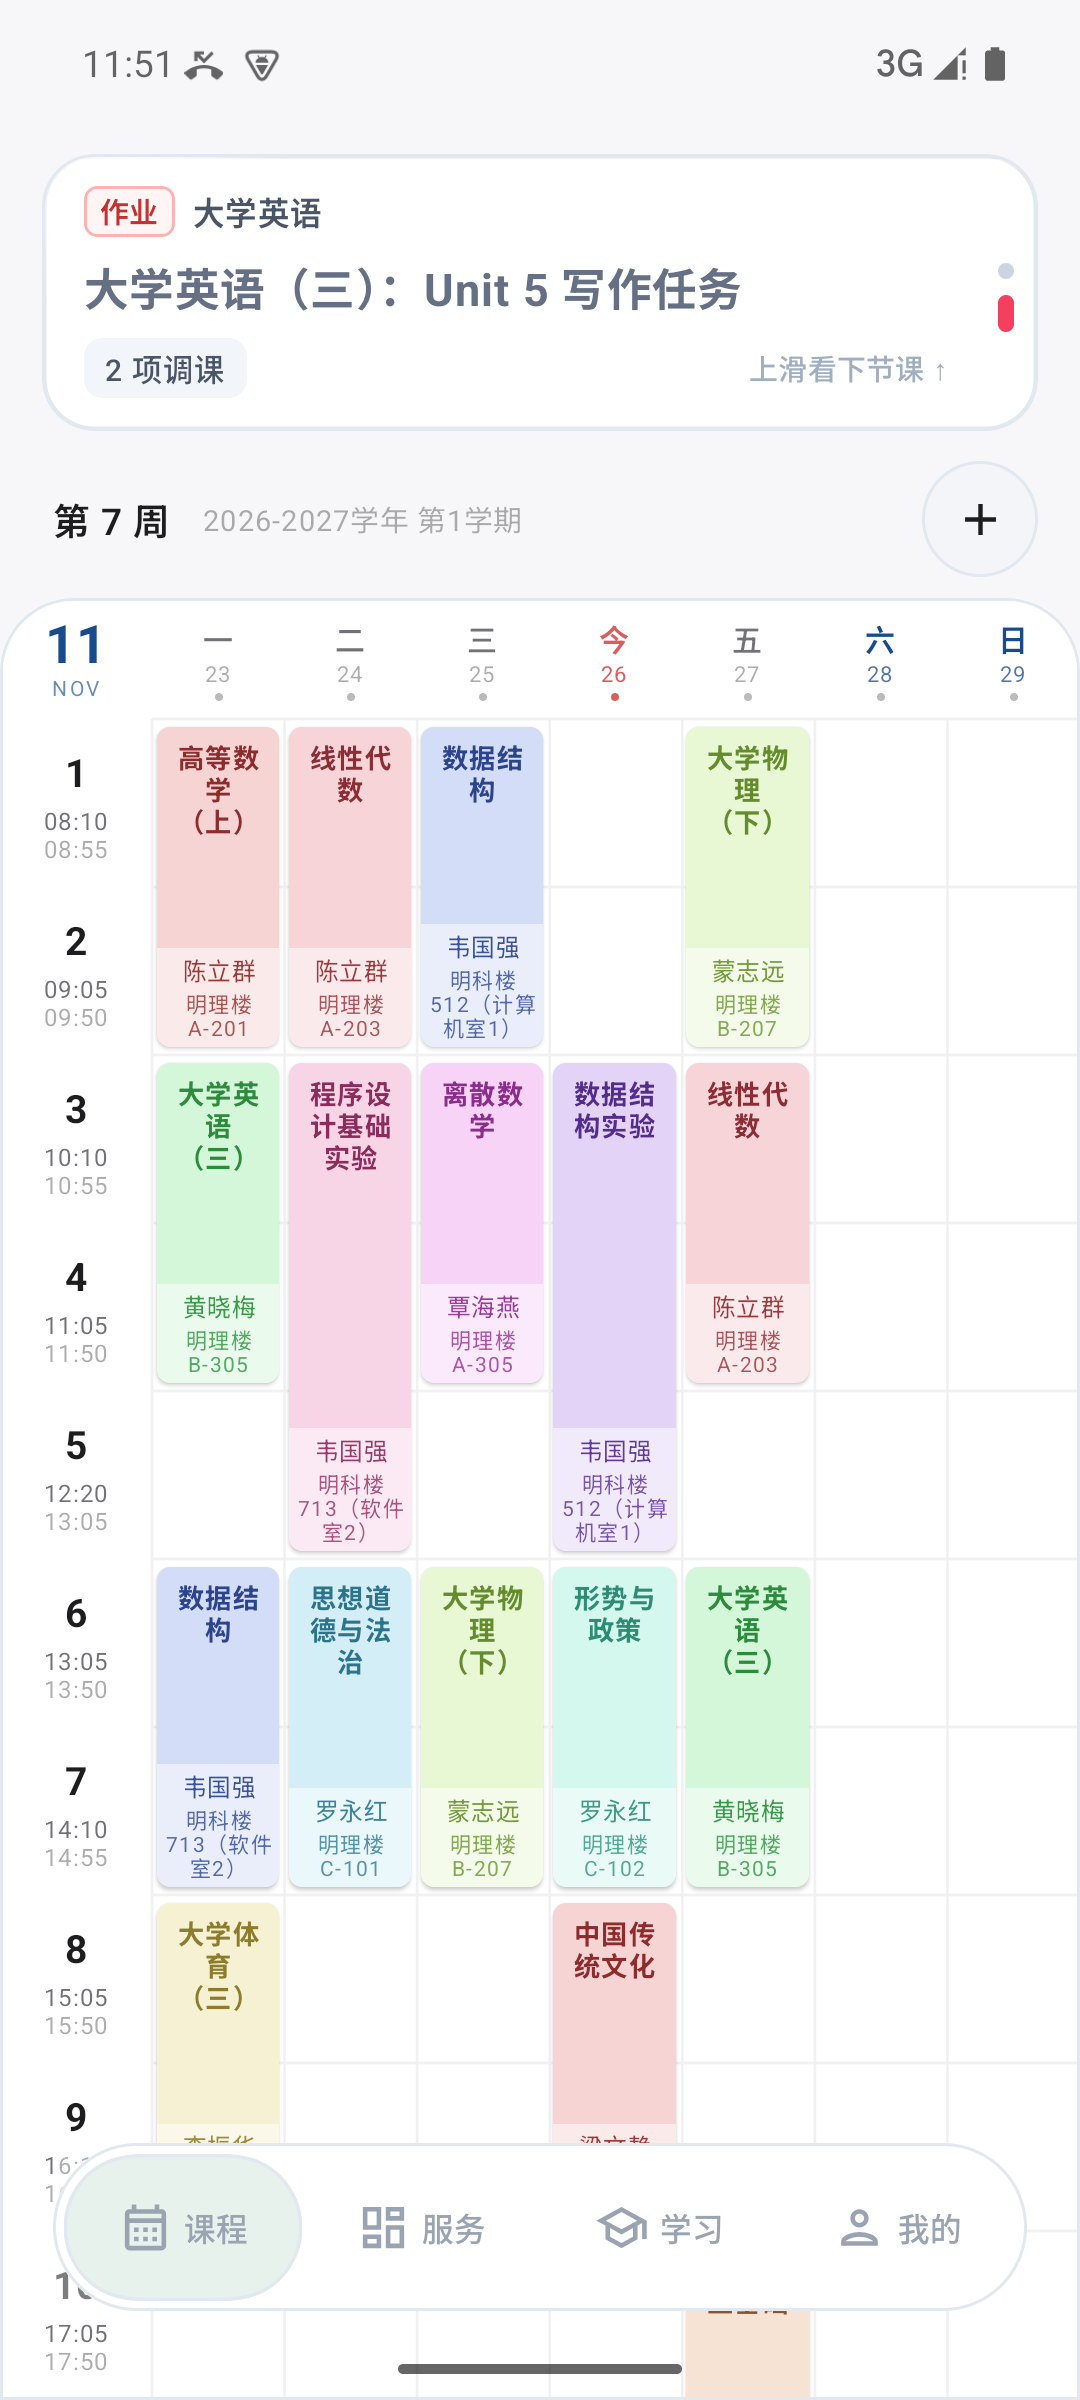 11:51
3G
作业 大学英语
大学英语（三）：Unit 5 写作任务
2 项调课
上滑看下节课 ↑
第 7 周 2026-2027学年 第1学期
+
11
NOV
一
23
二
24
三
25
今
26
五
27
六
28
日
29
1
08:10
08:55
高等数
学
（上）
陈立群
明理楼
A-201
线性代
数
陈立群
明理楼
A-203
数据结
构
韦国强
明科楼
512（计算
机室1）
大学物
理
（下）
蒙志远
明理楼
B-207
2
09:05
09:50
3
10:10
10:55
大学英
语
（三）
黄晓梅
明理楼
B-305
程序设
计基础
实验
韦国强
明科楼
713（软件
室2）
离散数
学
覃海燕
明理楼
A-305
数据结
构实验
韦国强
明科楼
512（计算
机室1）
线性代
数
陈立群
明理楼
A-203
4
11:05
11:50
5
12:20
13:05
6
13:05
13:50
数据结
构
韦国强
明科楼
713（软件
室2）
思想道
德与法
治
罗永红
明理楼
C-101
大学物
理
（下）
蒙志远
明理楼
B-207
形势与
政策
罗永红
明理楼
C-102
大学英
语
（三）
黄晓梅
明理楼
B-305
7
14:10
14:55
8
15:05
15:50
大学体
育
（三）
中国传
统文化
9
课程
服务
学习
我的
17:05
17:50